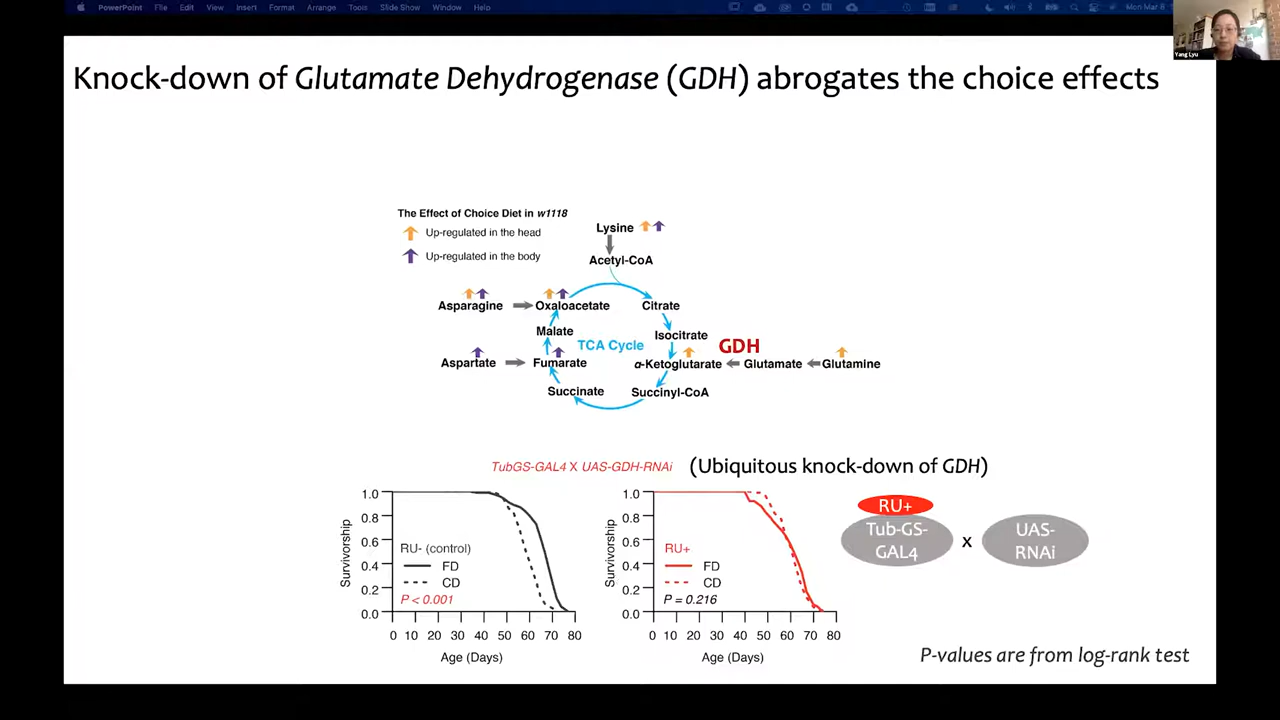 PowerPoint File Edit View Insert Format Arrange Tools Slide Show Window Help
Mon Mar 8
Yang Lyu
Knock-down of Glutamate Dehydrogenase (GDH) abrogates the choice effects
The Effect of Choice Diet in w1118
Up-regulated in the head
Up-regulated in the body
Lysine
Acetyl-CoA
Asparagine
Oxaloacetate
Citrate
Malate
TCA Cycle
Isocitrate
GDH
Aspartate
Fumarate
α-Ketoglutarate
Glutamate
Glutamine
Succinate
Succinyl-CoA
TubGS-GAL4 X UAS-GDH-RNAi (Ubiquitous knock-down of GDH)
Survivorship
1.0
0.8
0.6
0.4
0.2
0.0
RU- (control)
FD
CD
P < 0.001
0 10 20 30 40 50 60 70 80
Age (Days)
Survivorship
1.0
0.8
0.6
0.4
0.2
0.0
RU+
FD
CD
P = 0.216
0 10 20 30 40 50 60 70 80
Age (Days)
RU+
Tub-GS-
GAL4
x
UAS-
RNAi
P-values are from log-rank test